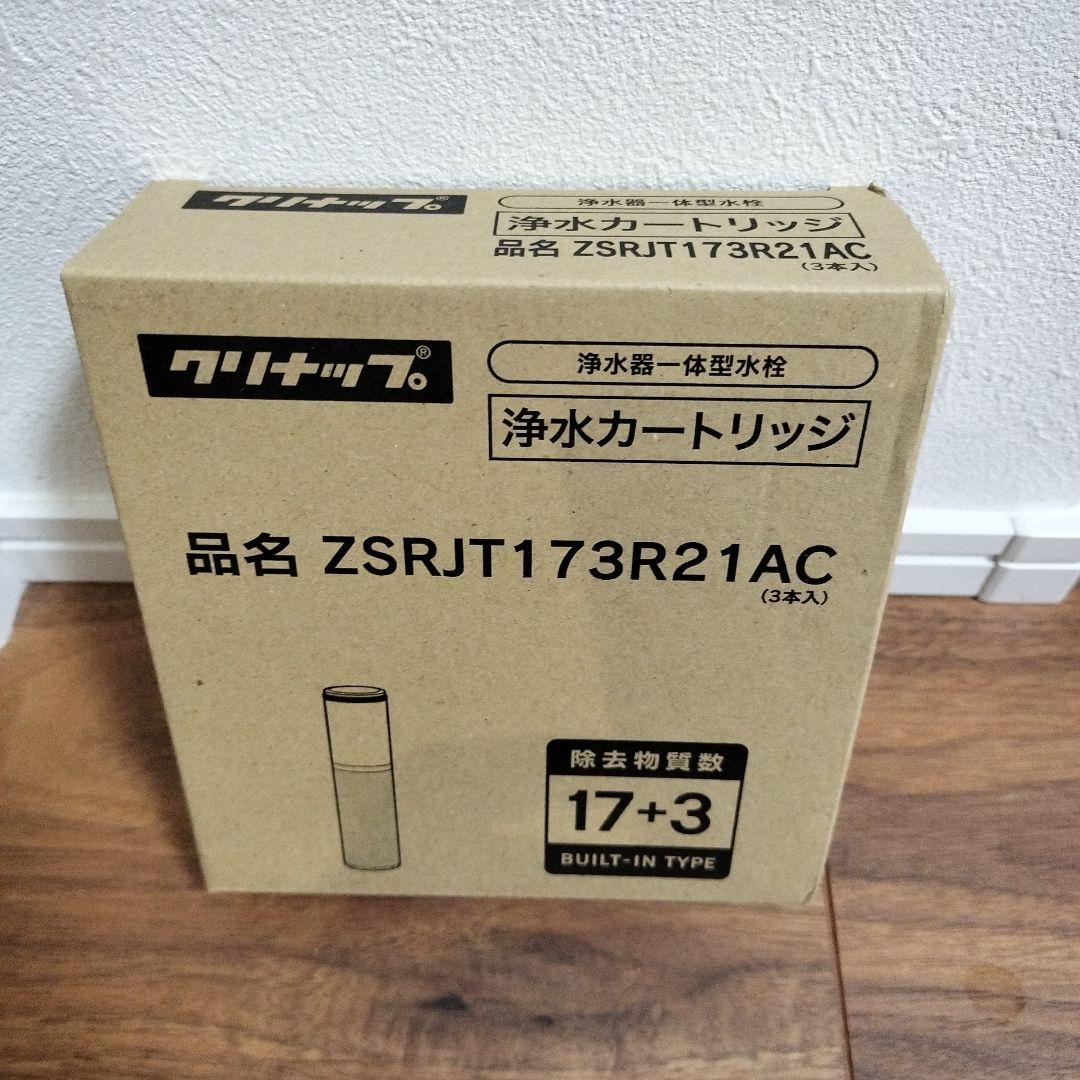 クリナップ®
浄水器一体型水栓
浄水カートリッジ
品名 ZSRJT173R21AC
(3本入)
クリナップ®
浄水器一体型水栓
浄水カートリッジ
品名 ZSRJT173R21AC
(3本入)
除去物質数
17+3
BUILT-IN TYPE